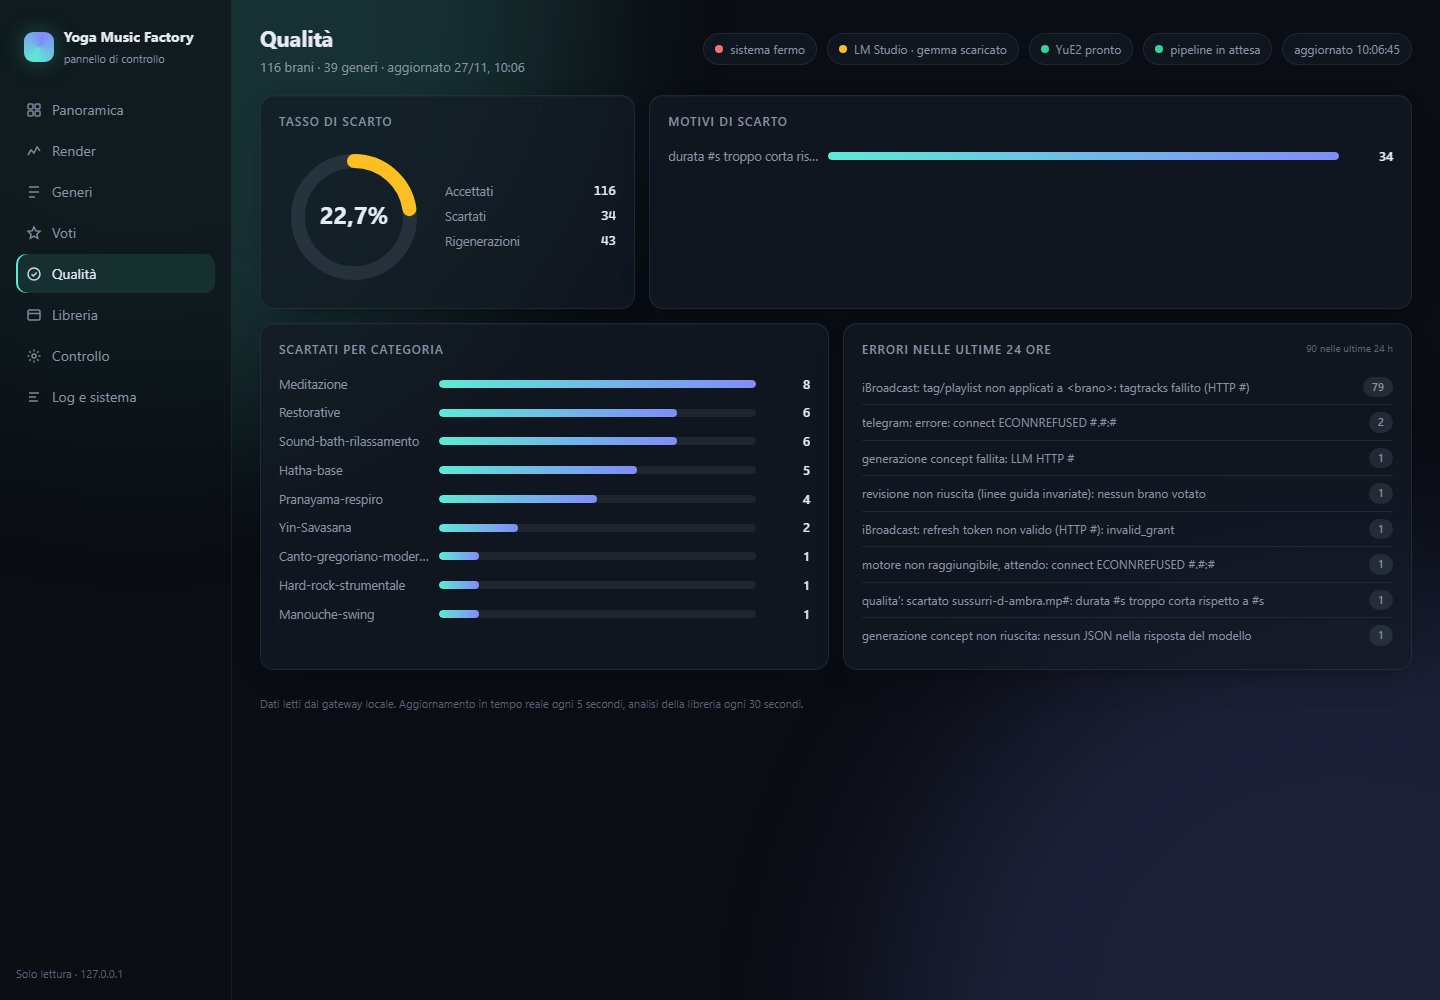 Yoga Music Factory
pannello di controllo
Panoramica
Render
Generi
Voti
Qualità
Libreria
Controllo
Log e sistema
Solo lettura · 127.0.0.1
Qualità
116 brani · 39 generi · aggiornato 27/11, 10:06
sistema fermo
LM Studio · gemma scaricato
YuE2 pronto
pipeline in attesa
aggiornato 10:06:45
TASSO DI SCARTO
22,7%
Accettati 116
Scartati 34
Rigenerazioni 43
MOTIVI DI SCARTO
durata #s troppo corta ris... 34
SCARTATI PER CATEGORIA
Meditazione 8
Restorative 6
Sound-bath-rilassamento 6
Hatha-base 5
Pranayama-respiro 4
Yin-Savasana 2
Canto-gregoriano-moder... 1
Hard-rock-strumentale 1
Manouche-swing 1
ERRORI NELLE ULTIME 24 ORE
90 nelle ultime 24 h
iBroadcast: tag/playlist non applicati a <brano>: tagtracks fallito (HTTP #) 79
telegram: errore: connect ECONNREFUSED #.#:# 2
generazione concept fallita: LLM HTTP # 1
revisione non riuscita (linee guida invariate): nessun brano votato 1
iBroadcast: refresh token non valido (HTTP #): invalid_grant 1
motore non raggiungibile, attendo: connect ECONNREFUSED #.#:# 1
qualita': scartato sussurri-d-ambra.mp#: durata #s troppo corta rispetto a #s 1
generazione concept non riuscita: nessun JSON nella risposta del modello 1
Dati letti dal gateway locale. Aggiornamento in tempo reale ogni 5 secondi, analisi della libreria ogni 30 secondi.